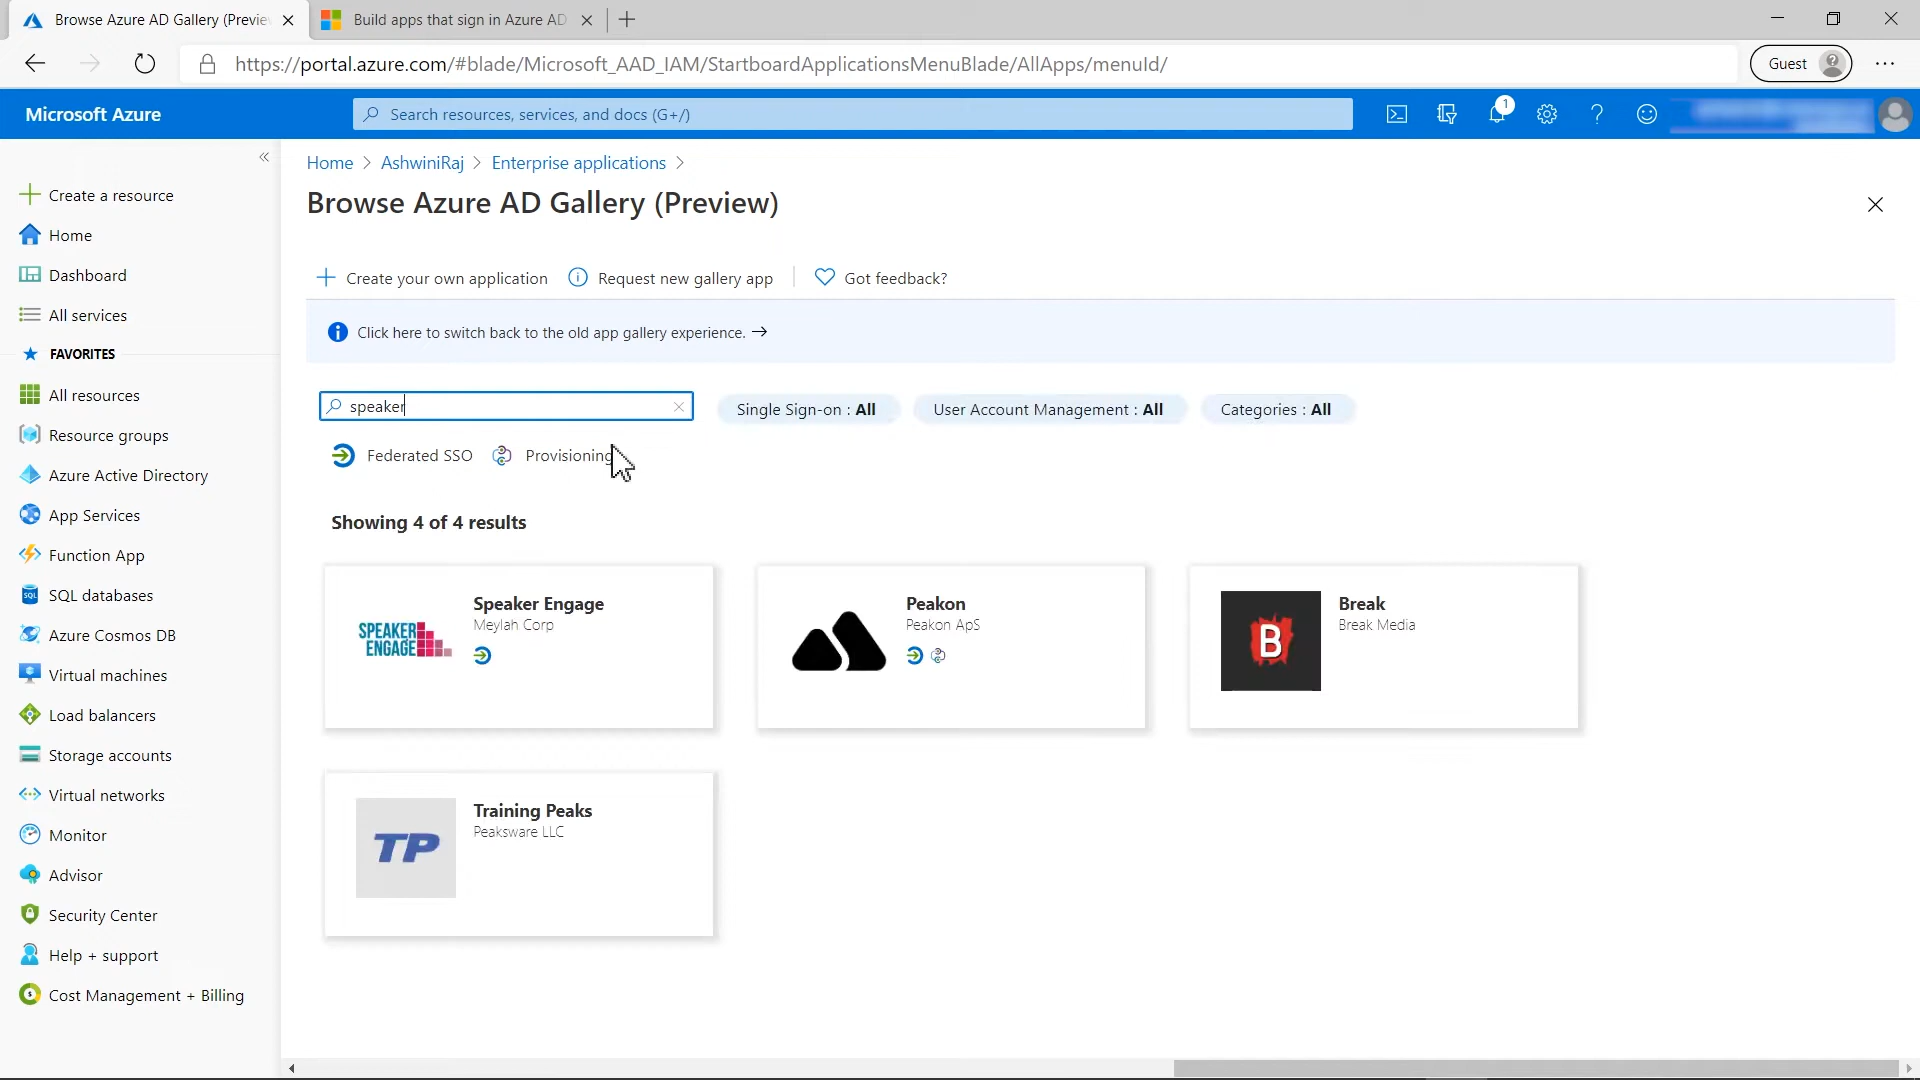 Browse Azure AD Gallery (Preview
Build apps that sign in Azure AD
https://portal.azure.com/#blade/Microsoft_AAD_IAM/StartboardApplicationsMenuBlade/AllApps/menuId/
Guest
Microsoft Azure
Search resources, services, and docs (G+/)
1
Home > AshwiniRaj > Enterprise applications >
Browse Azure AD Gallery (Preview)
Create a resource
Home
Dashboard
All services
FAVORITES
All resources
Resource groups
Azure Active Directory
App Services
Function App
SQL databases
Azure Cosmos DB
Virtual machines
Load balancers
Storage accounts
Virtual networks
Monitor
Advisor
Security Center
Help + support
Cost Management + Billing
Create your own application
Request new gallery app
Got feedback?
Click here to switch back to the old app gallery experience. →
speaker
Single Sign-on : All
User Account Management : All
Categories : All
Federated SSO
Provisioning
Showing 4 of 4 results
SPEAKER
ENGAGE
Speaker Engage
Meylah Corp
Peakon
Peakon ApS
B
Break
Break Media
TP
Training Peaks
Peaksware LLC